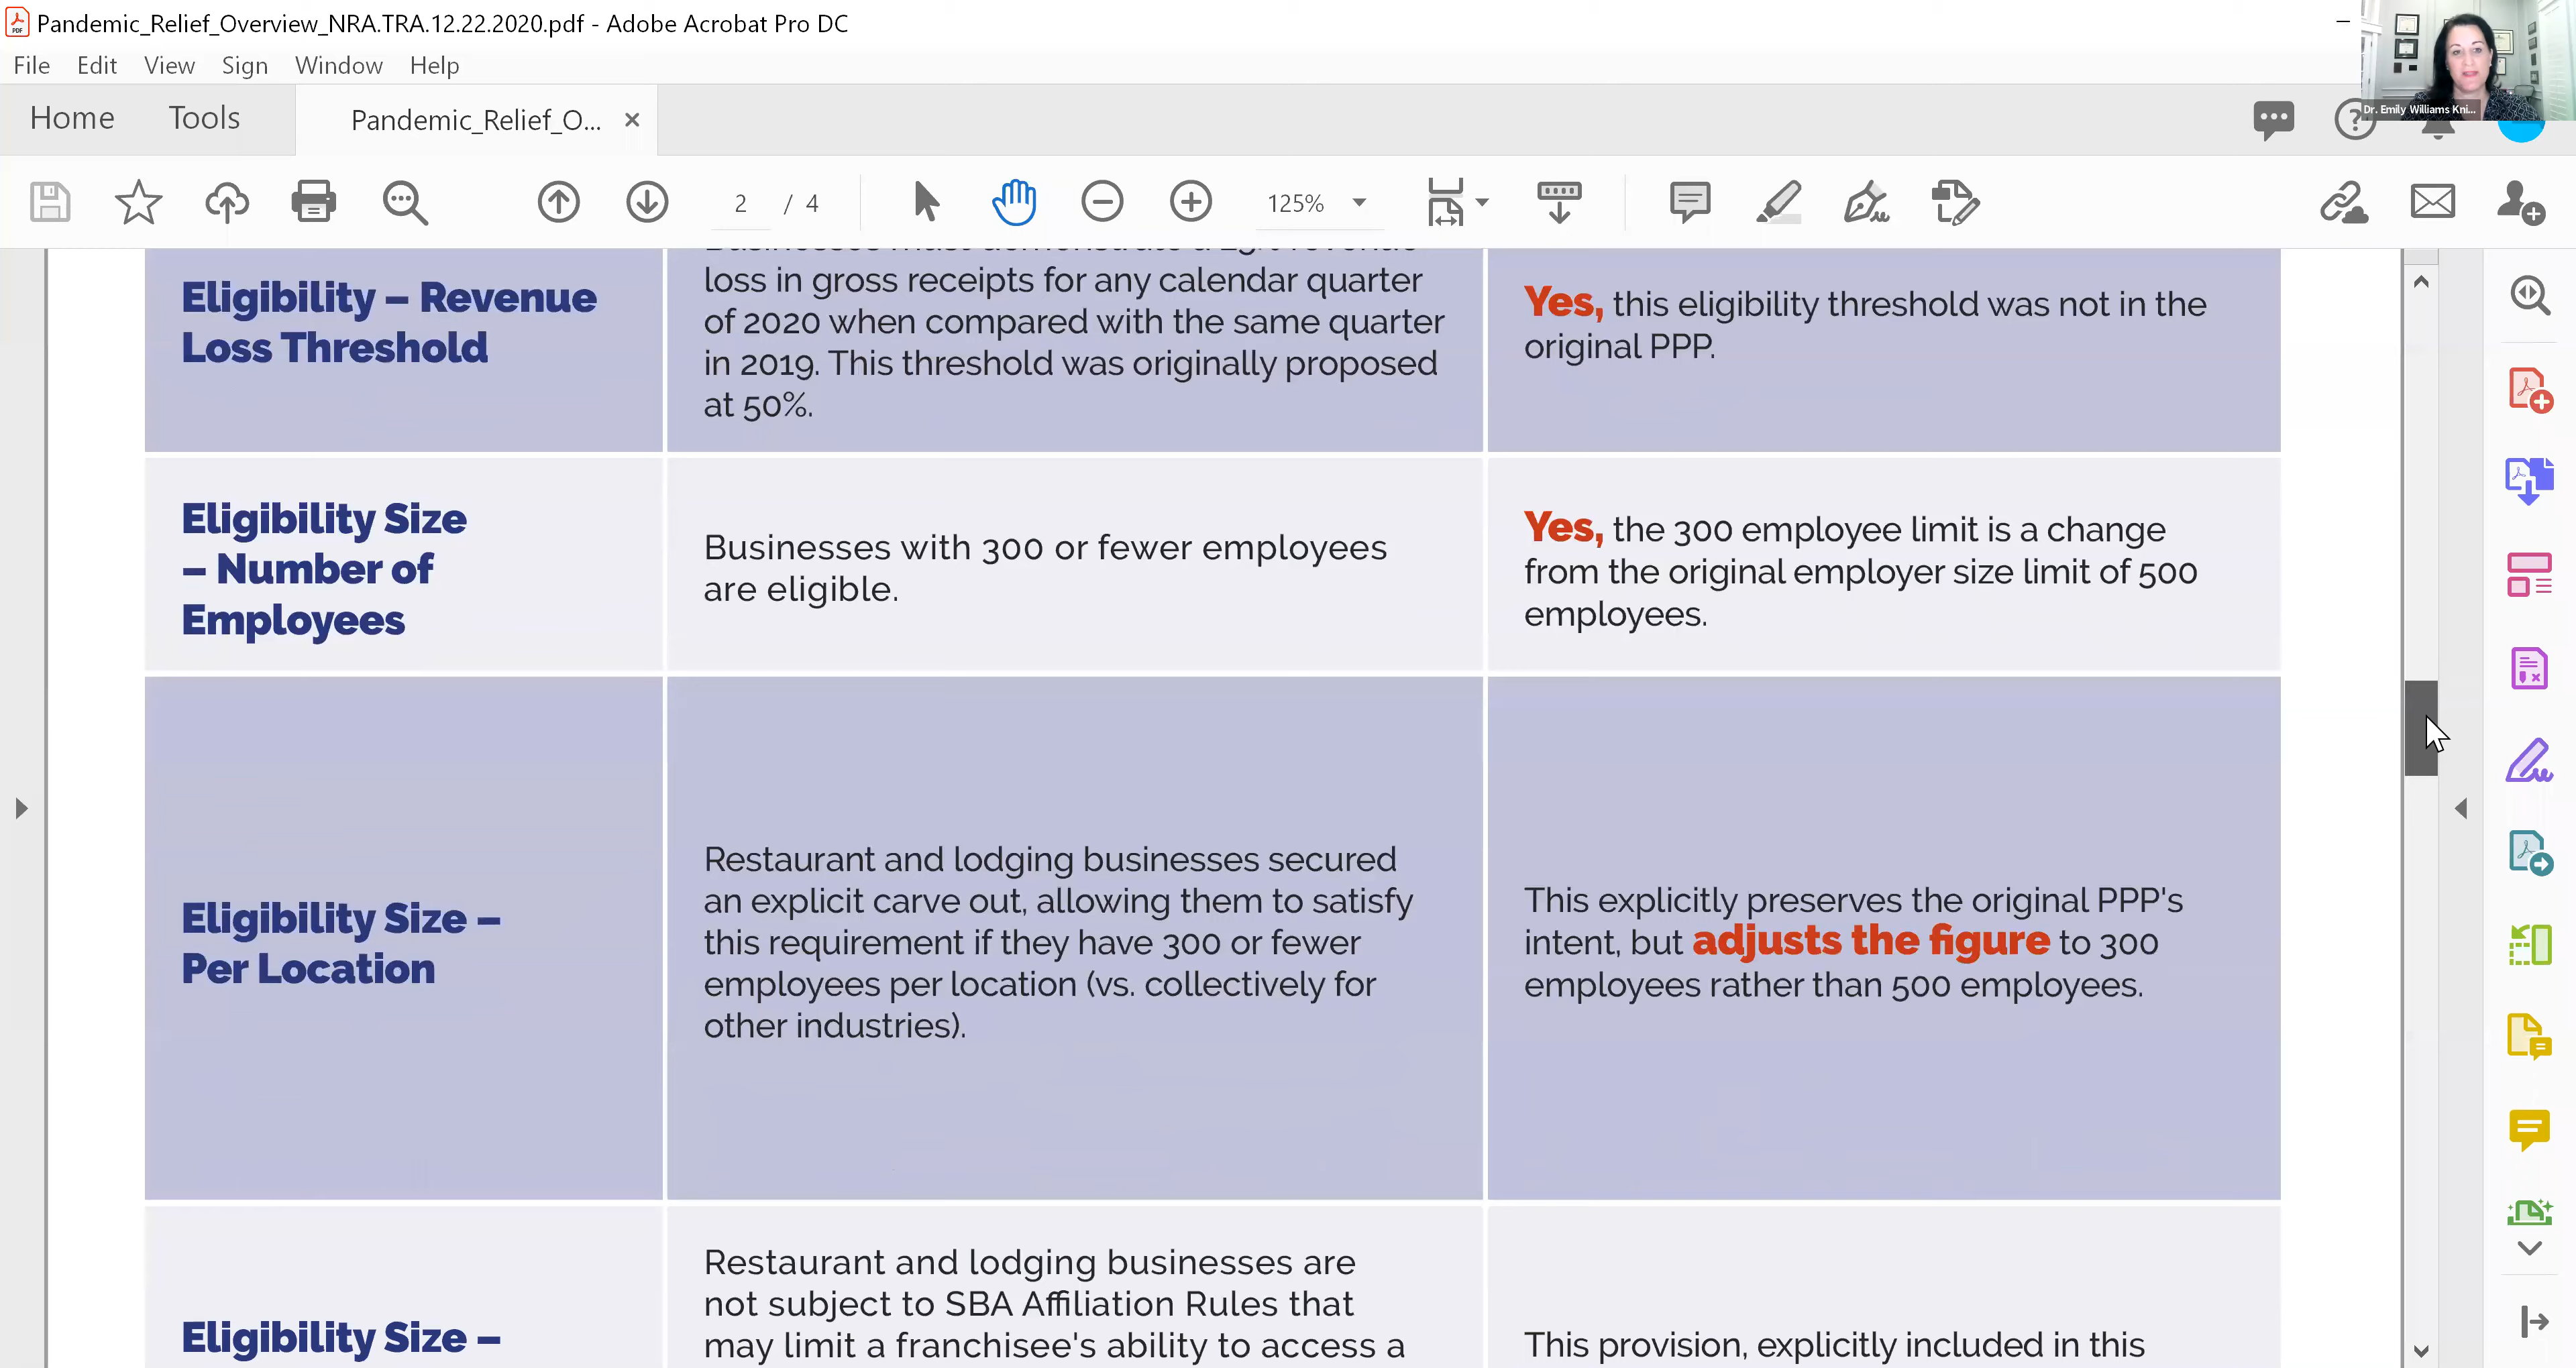 Pandemic_Relief_Overview_NRA.TRA.12.22.2020.pdf - Adobe Acrobat Pro DC
File Edit View Sign Window Help
Dr. Emily Williams Kni...
Home Tools Pandemic_Relief_O...
2 / 4 125%
Eligibility – Revenue
Loss Threshold
loss in gross receipts for any calendar quarter
of 2020 when compared with the same quarter
in 2019. This threshold was originally proposed
at 50%.
Yes, this eligibility threshold was not in the
original PPP.
Eligibility Size
– Number of
Employees
Businesses with 300 or fewer employees
are eligible.
Yes, the 300 employee limit is a change
from the original employer size limit of 500
employees.
Eligibility Size –
Per Location
Restaurant and lodging businesses secured
an explicit carve out, allowing them to satisfy
this requirement if they have 300 or fewer
employees per location (vs. collectively for
other industries).
This explicitly preserves the original PPP's
intent, but adjusts the figure to 300
employees rather than 500 employees.
Eligibility Size –
Restaurant and lodging businesses are
not subject to SBA Affiliation Rules that
may limit a franchisee's ability to access a
This provision, explicitly included in this